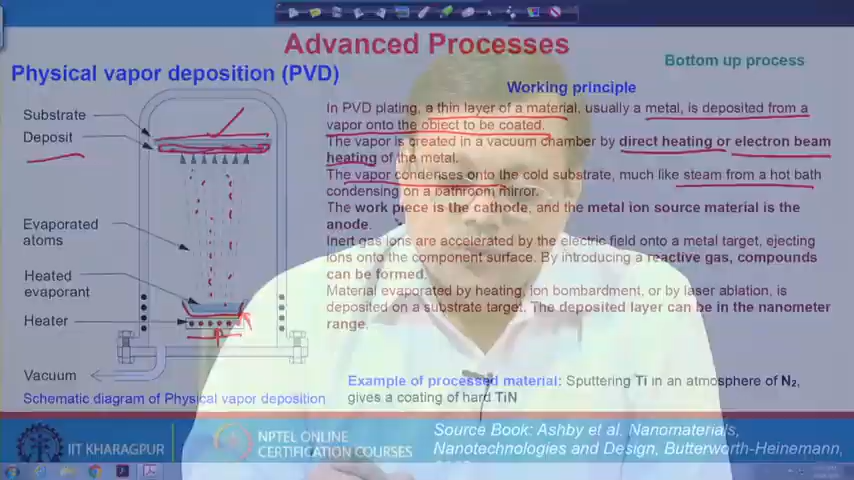 Advanced Processes
Bottom up process
Physical vapor deposition (PVD)
Working principle
Substrate
Deposit
Evaporated
atoms
Heated
evaporant
Heater
Vacuum
Schematic diagram of Physical vapor deposition
In PVD plating, a thin layer of a material, usually a metal, is deposited from a
vapor onto the object to be coated.
The vapor is created in a vacuum chamber by direct heating or electron beam
heating of the metal.
The vapor condenses onto the cold substrate, much like steam from a hot bath
condensing on a bathroom mirror.
The work piece is the cathode, and the metal ion source material is the
anode.
Inert gas ions are accelerated by the electric field onto a metal target, ejecting
ions onto the component surface. By introducing a reactive gas, compounds
can be formed.
Material evaporated by heating, ion bombardment, or by laser ablation, is
deposited on a substrate target. The deposited layer can be in the nanometer
range.
Example of processed material: Sputtering Ti in an atmosphere of N₂,
gives a coating of hard TiN
IIT KHARAGPUR
NPTEL ONLINE
CERTIFICATION COURSES
Source Book: Ashby et al. Nanomaterials,
Nanotechnologies and Design, Butterworth-Heinemann,